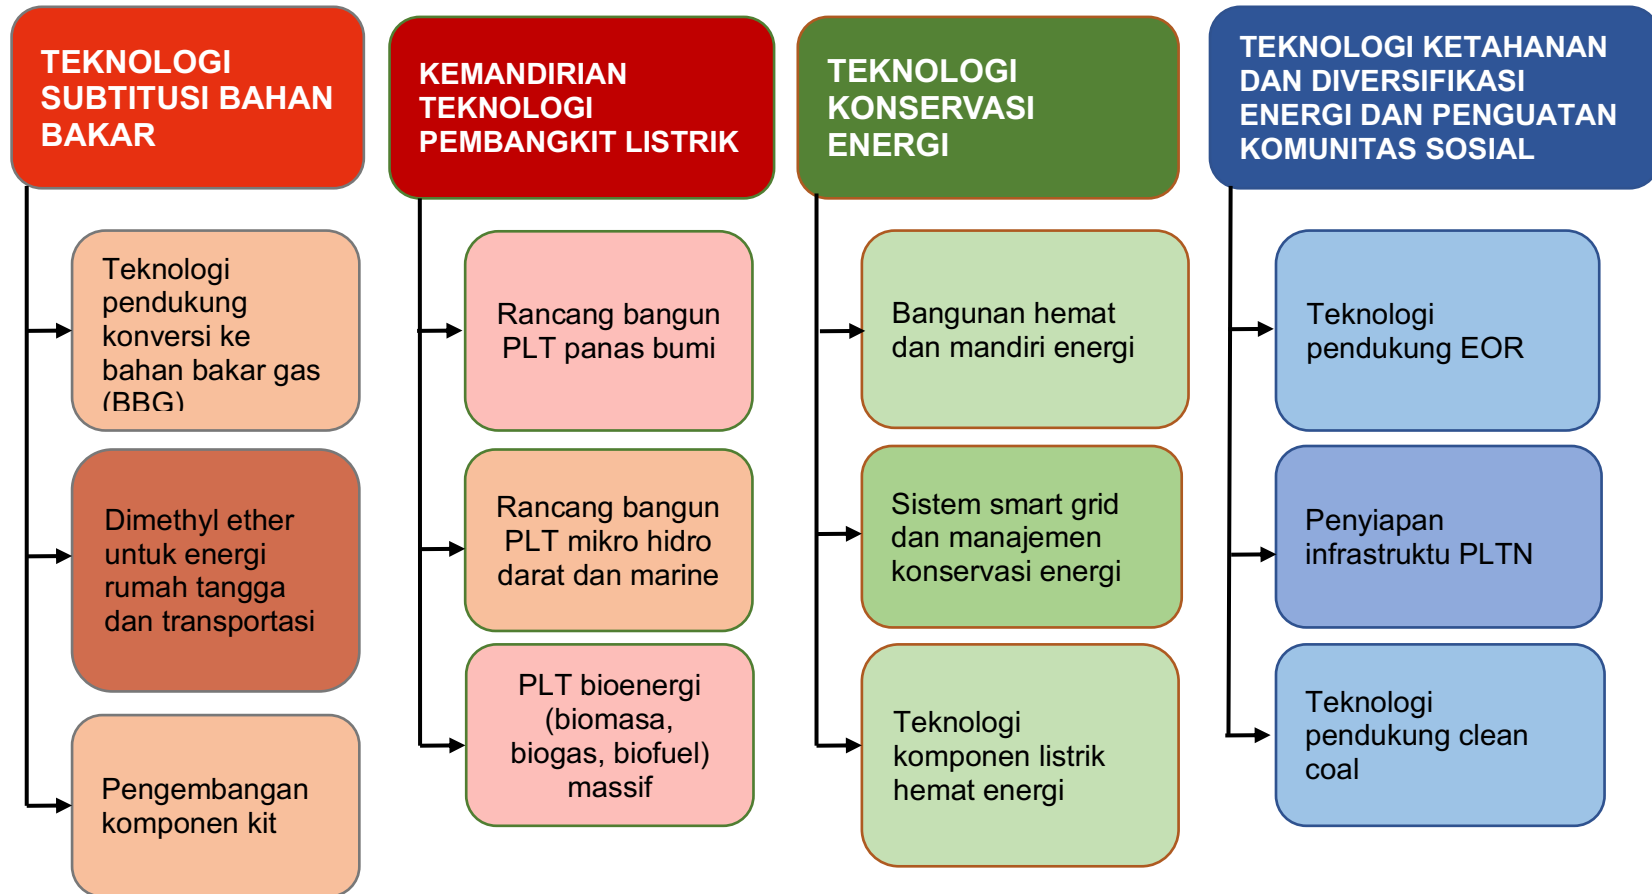 TEKNOLOGI
SUBTITUSI BAHAN
BAKAR
Teknologi
pendukung
konversi ke
bahan bakar gas
(BBG)
Dimethyl ether
untuk energi
rumah tangga
dan transportasi
Pengembangan
komponen kit
KEMANDIRIAN
TEKNOLOGI
PEMBANGKIT LISTRIK
Rancang bangun
PLT panas bumi
Rancang bangun
PLT mikro hidro
darat dan marine
PLT bioenergi
(biomasa,
biogas, biofuel)
massif
TEKNOLOGI
KONSERVASI
ENERGI
Bangunan hemat
dan mandiri energi
Sistem smart grid
dan manajemen
konservasi energi
Teknologi
komponen listrik
hemat energi
TEKNOLOGI KETAHANAN
DAN DIVERSIFIKASI
ENERGI DAN PENGUATAN
KOMUNITAS SOSIAL
Teknologi
pendukung EOR
Penyiapan
infrastruktu PLTN
Teknologi
pendukung clean
coal